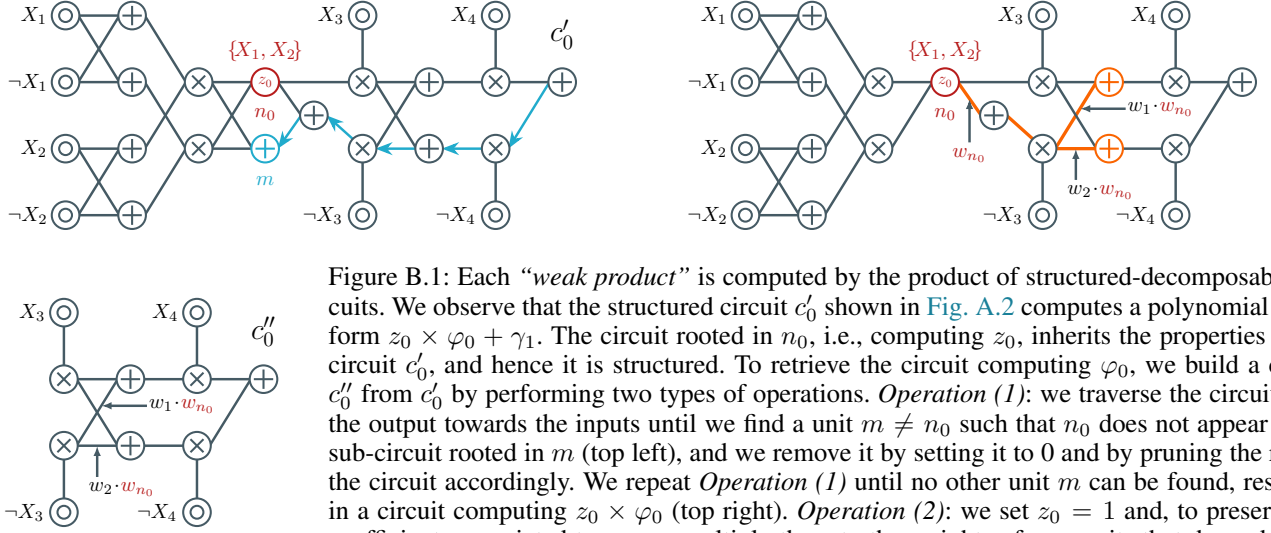 X₁ X₃ X₄
c′₀
{X₁, X₂}
¬X₁ z₀
n₀
X₂
m
¬X₂ ¬X₃ ¬X₄
X₁ X₃ X₄
{X₁, X₂}
¬X₁ z₀
n₀
w₁ · wₙ₀
X₂ wₙ₀
w₂ · wₙ₀
¬X₂ ¬X₃ ¬X₄
X₃ X₄
c″₀
w₁ · wₙ₀
w₂ · wₙ₀
¬X₃ ¬X₄
Figure B.1: Each “weak product” is computed by the product of structured-decomposab
cuits. We observe that the structured circuit c′₀ shown in Fig. A.2 computes a polynomial
form z₀ × φ₀ + γ₁. The circuit rooted in n₀, i.e., computing z₀, inherits the properties
circuit c′₀, and hence it is structured. To retrieve the circuit computing φ₀, we build a
c″₀ from c′₀ by performing two types of operations. Operation (1): we traverse the circuit
the output towards the inputs until we find a unit m ≠ n₀ such that n₀ does not appear
sub-circuit rooted in m (top left), and we remove it by setting it to 0 and by pruning the
the circuit accordingly. We repeat Operation (1) until no other unit m can be found, res
in a circuit computing z₀ × φ₀ (top right). Operation (2): we set z₀ = 1 and, to preser